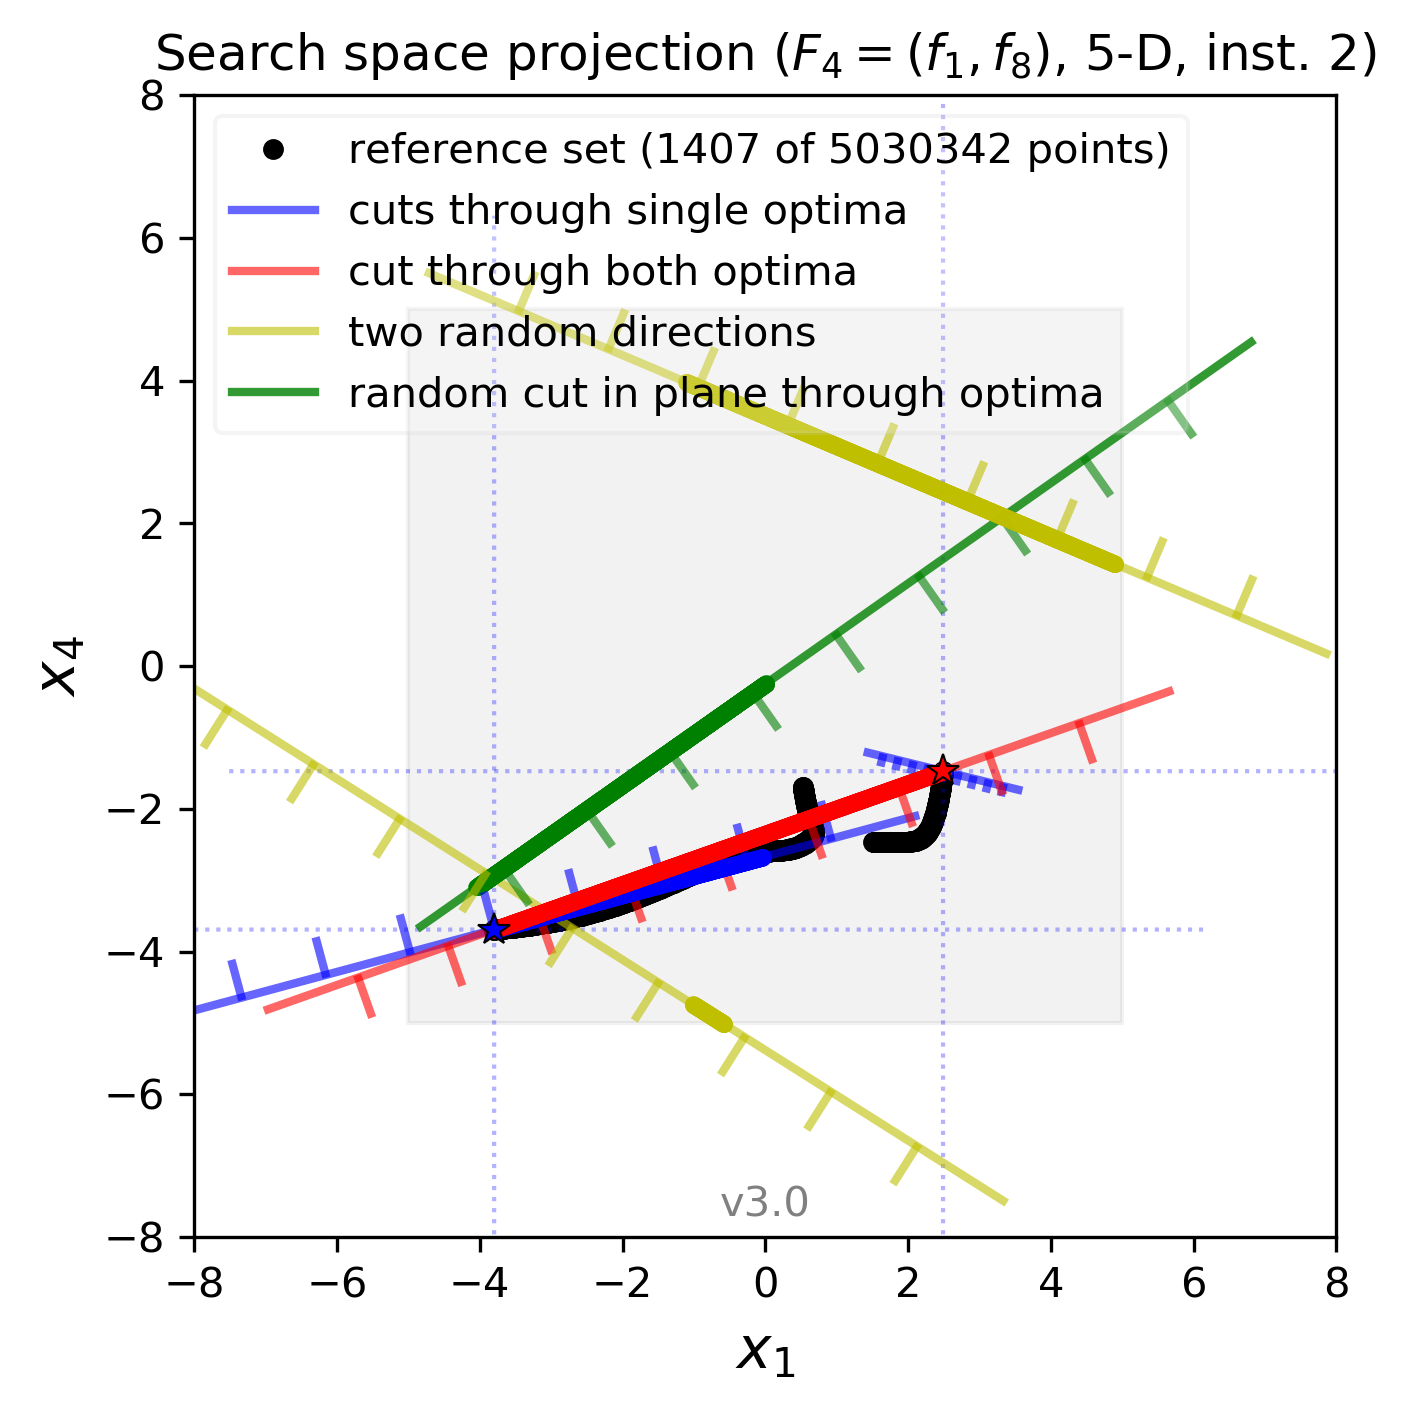 Search space projection (F4 = (f1, f8), 5-D, inst. 2)
8
6
4
2
0
−2
−4
−6
−8
x4
reference set (1407 of 5030342 points)
cuts through single optima
cut through both optima
two random directions
random cut in plane through optima
v3.0
−8 −6 −4 −2 0 2 4 6 8
x1